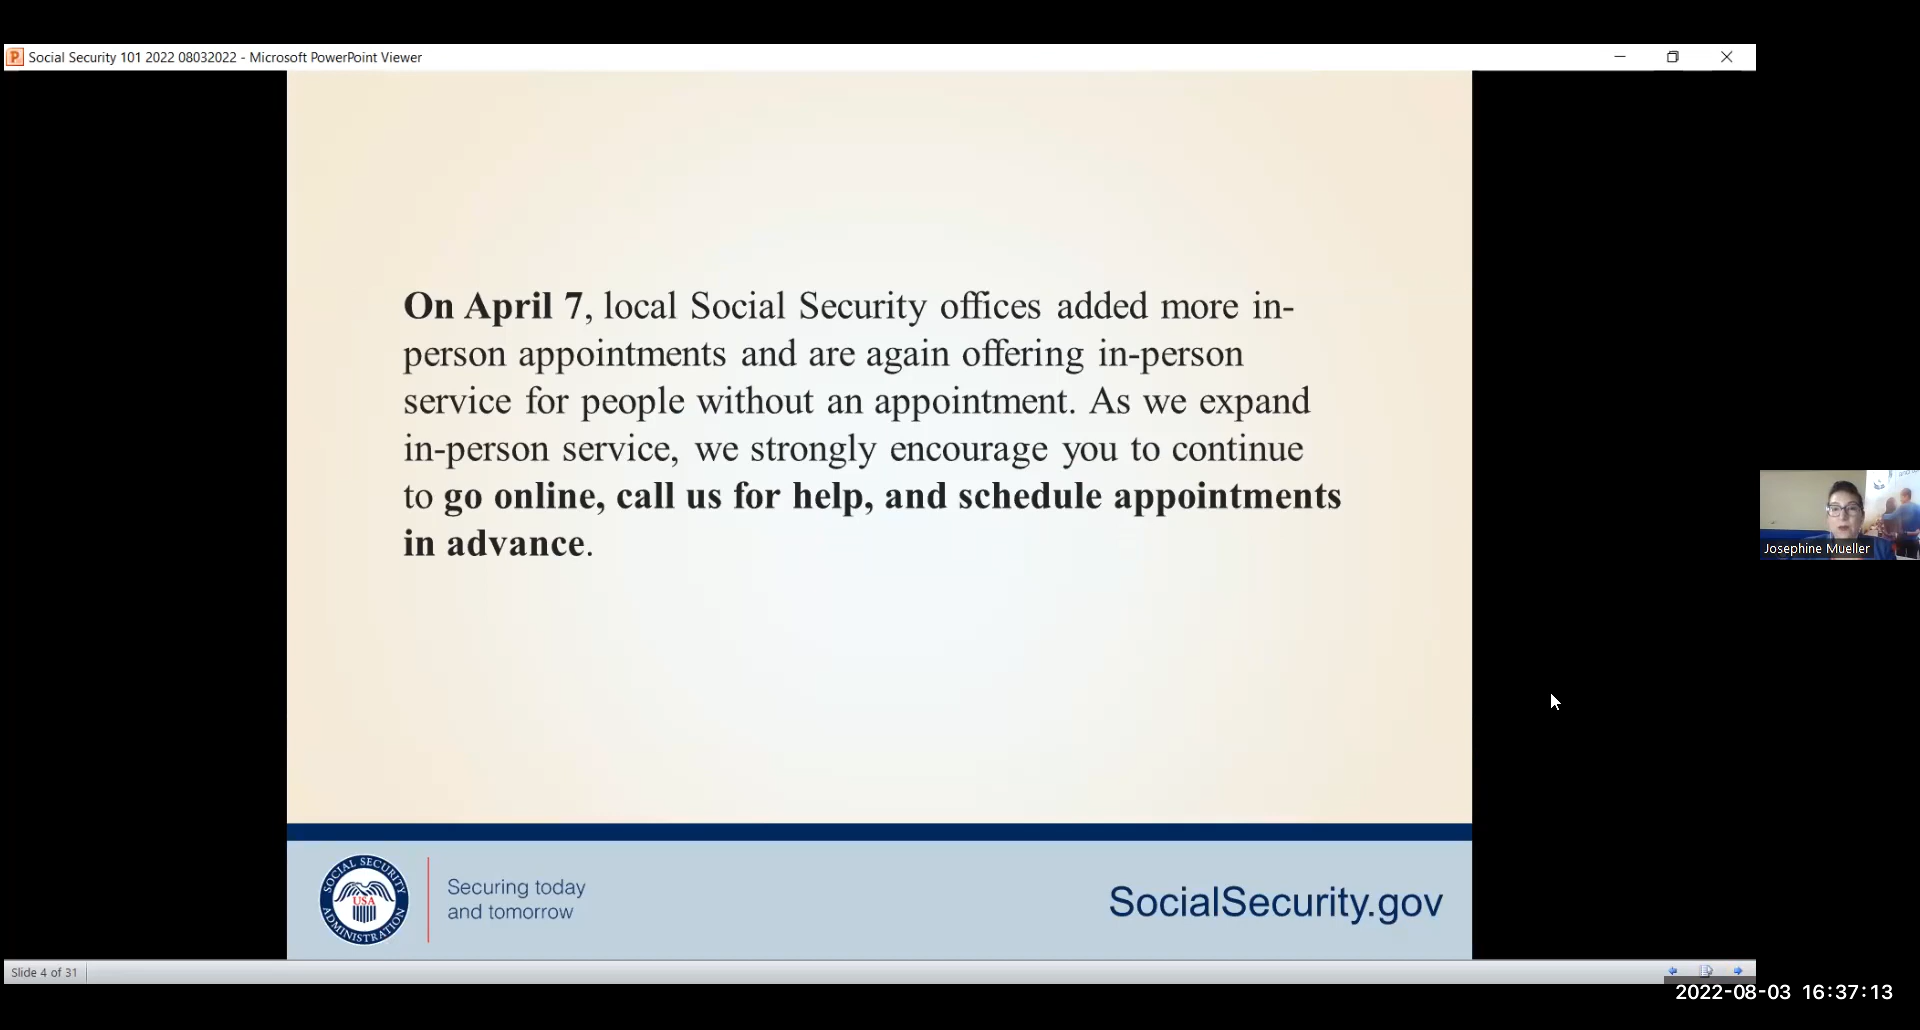 Social Security 101 2022 08032022 - Microsoft PowerPoint Viewer
On April 7, local Social Security offices added more in-
person appointments and are again offering in-person
service for people without an appointment. As we expand
in-person service, we strongly encourage you to continue
to go online, call us for help, and schedule appointments
in advance.
Josephine Mueller
SOCIAL SECURITY
USA
ADMINISTRATION
Securing today
and tomorrow
SocialSecurity.gov
Slide 4 of 31
2022-08-03 16:37:13